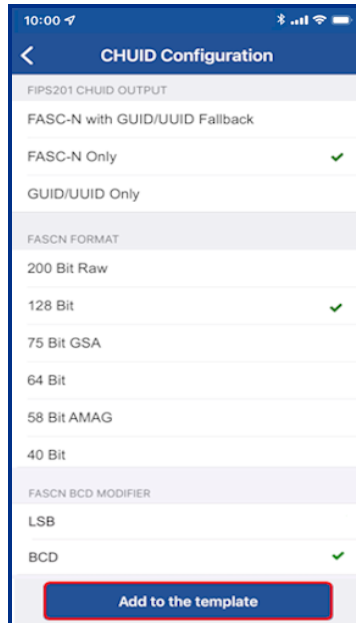 10:00
CHUID Configuration
FIPS201 CHUID OUTPUT
FASC-N with GUID/UUID Fallback
FASC-N Only
GUID/UUID Only
FASCN FORMAT
200 Bit Raw
128 Bit
75 Bit GSA
64 Bit
58 Bit AMAG
40 Bit
FASCN BCD MODIFIER
LSB
BCD
Add to the template